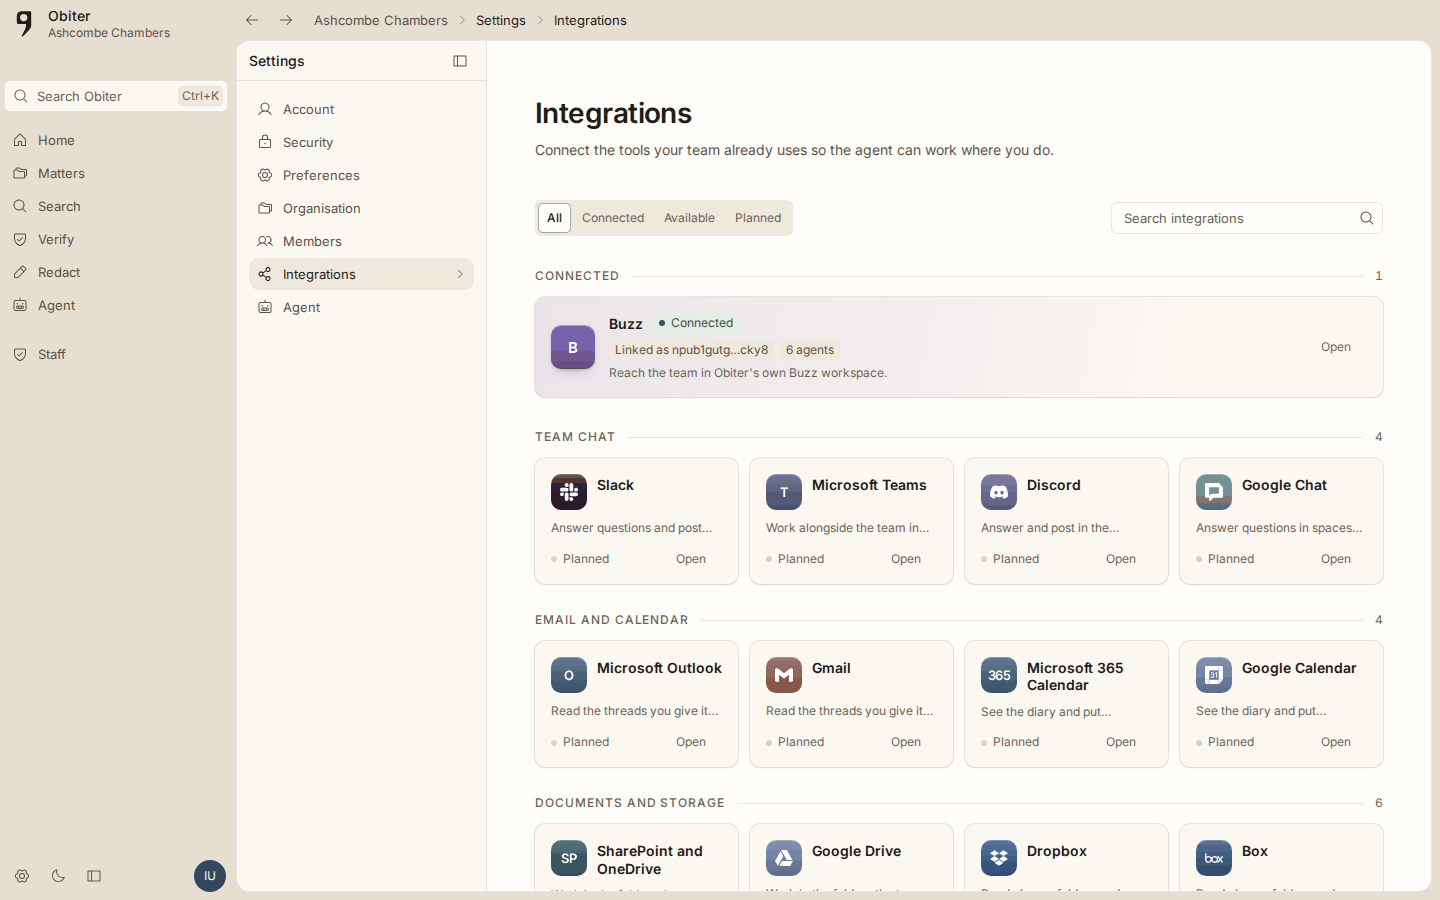 Obiter
Ashcombe Chambers
Ashcombe Chambers
Settings
Integrations
Search Obiter
Ctrl+K
Home
Matters
Search
Verify
Redact
Agent
Staff
IU
Settings
Account
Security
Preferences
Organisation
Members
Integrations
Agent
Integrations
Connect the tools your team already uses so the agent can work where you do.
All
Connected
Available
Planned
Search integrations
CONNECTED
1
B
Buzz
Connected
Linked as npub1gutg…cky8
6 agents
Reach the team in Obiter's own Buzz workspace.
Open
TEAM CHAT
4
Slack
Answer questions and post…
Planned
Open
T
Microsoft Teams
Work alongside the team in…
Planned
Open
Discord
Answer and post in the…
Planned
Open
Google Chat
Answer questions in spaces…
Planned
Open
EMAIL AND CALENDAR
4
O
Microsoft Outlook
Read the threads you give it…
Planned
Open
Gmail
Read the threads you give it…
Planned
Open
365
Microsoft 365
Calendar
See the diary and put…
Planned
Open
31
Google Calendar
See the diary and put…
Planned
Open
DOCUMENTS AND STORAGE
6
SP
SharePoint and
OneDrive
Google Drive
Dropbox
box
Box